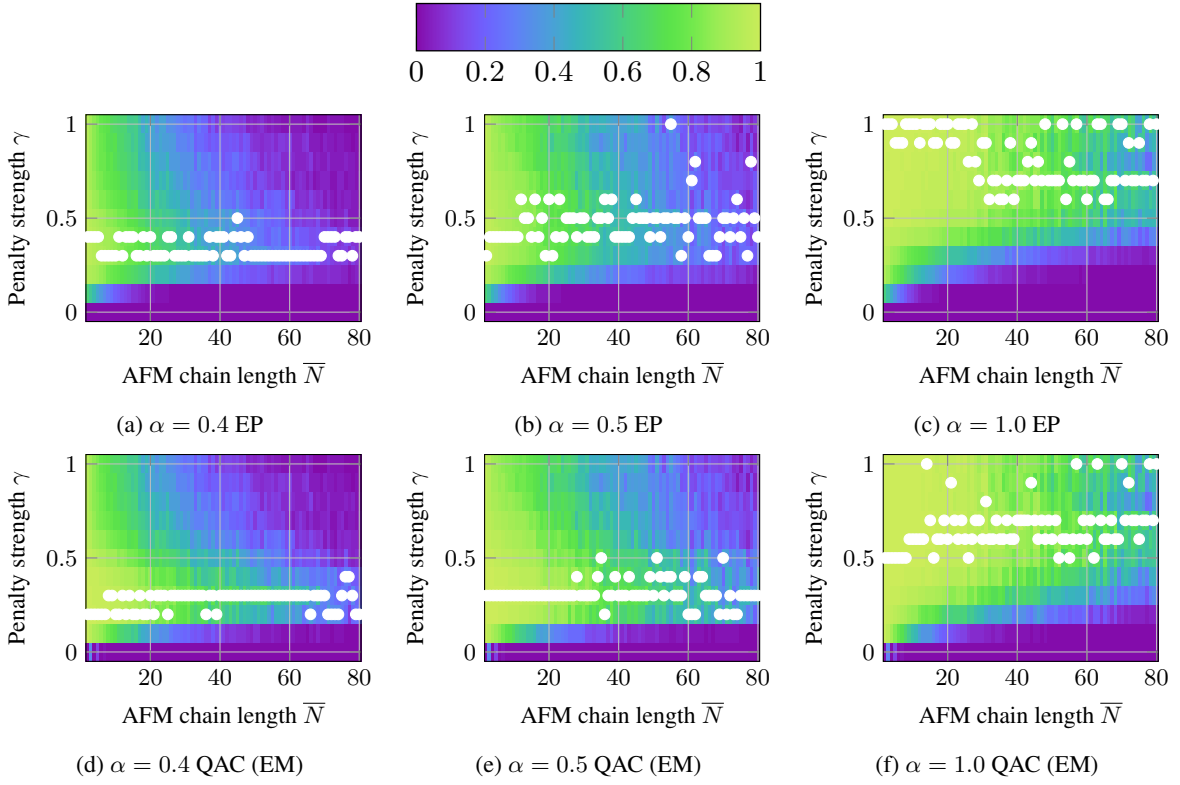 0 0.2 0.4 0.6 0.8 1
Penalty strength γ
1
0.5
0
20 40 60 80
AFM chain length N̅
(a) α = 0.4 EP
Penalty strength γ
1
0.5
0
20 40 60 80
AFM chain length N̅
(b) α = 0.5 EP
Penalty strength γ
1
0.5
0
20 40 60 80
AFM chain length N̅
(c) α = 1.0 EP
Penalty strength γ
1
0.5
0
20 40 60 80
AFM chain length N̅
(d) α = 0.4 QAC (EM)
Penalty strength γ
1
0.5
0
20 40 60 80
AFM chain length N̅
(e) α = 0.5 QAC (EM)
Penalty strength γ
1
0.5
0
20 40 60 80
AFM chain length N̅
(f) α = 1.0 QAC (EM)